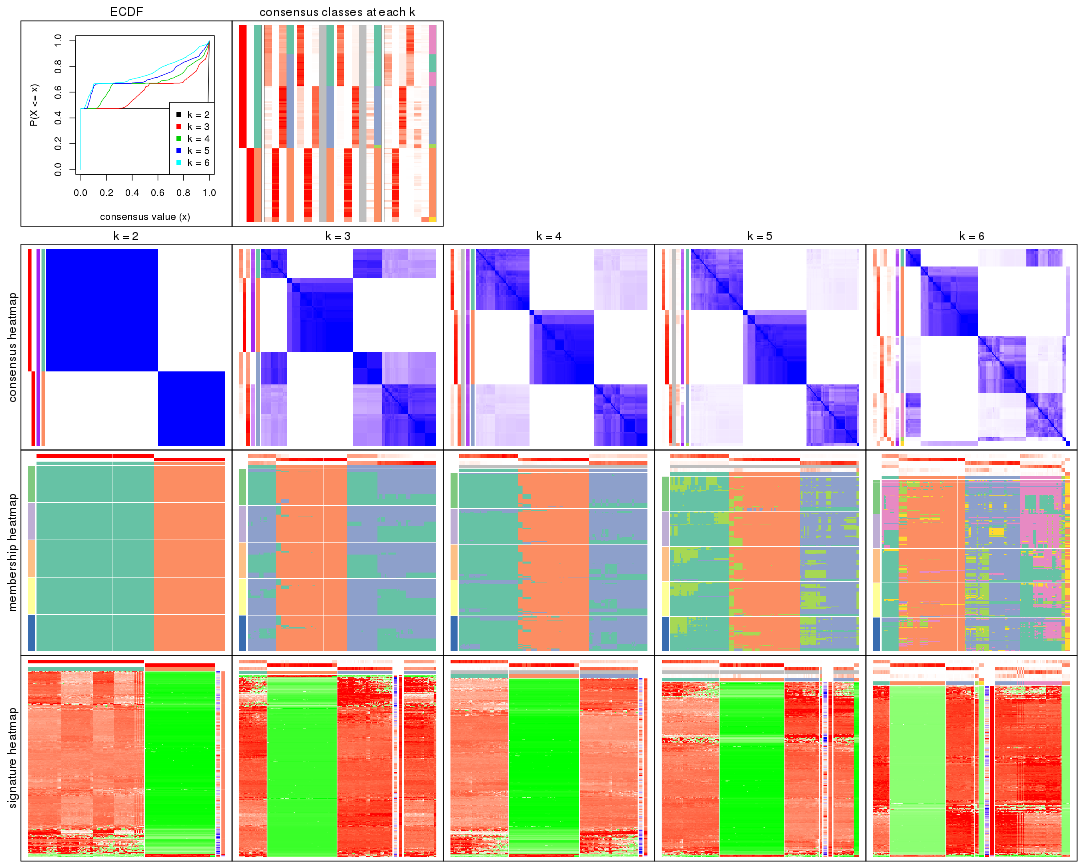 ECDF
consensus classes at each k
P(X <= x)
1.0
0.8
0.6
0.4
0.2
0.0
k = 2
k = 3
k = 4
k = 5
k = 6
0.0 0.2 0.4 0.6 0.8 1.0
consensus value (x)
k = 2 k = 3 k = 4 k = 5 k = 6
consensus heatmap
membership heatmap
signature heatmap